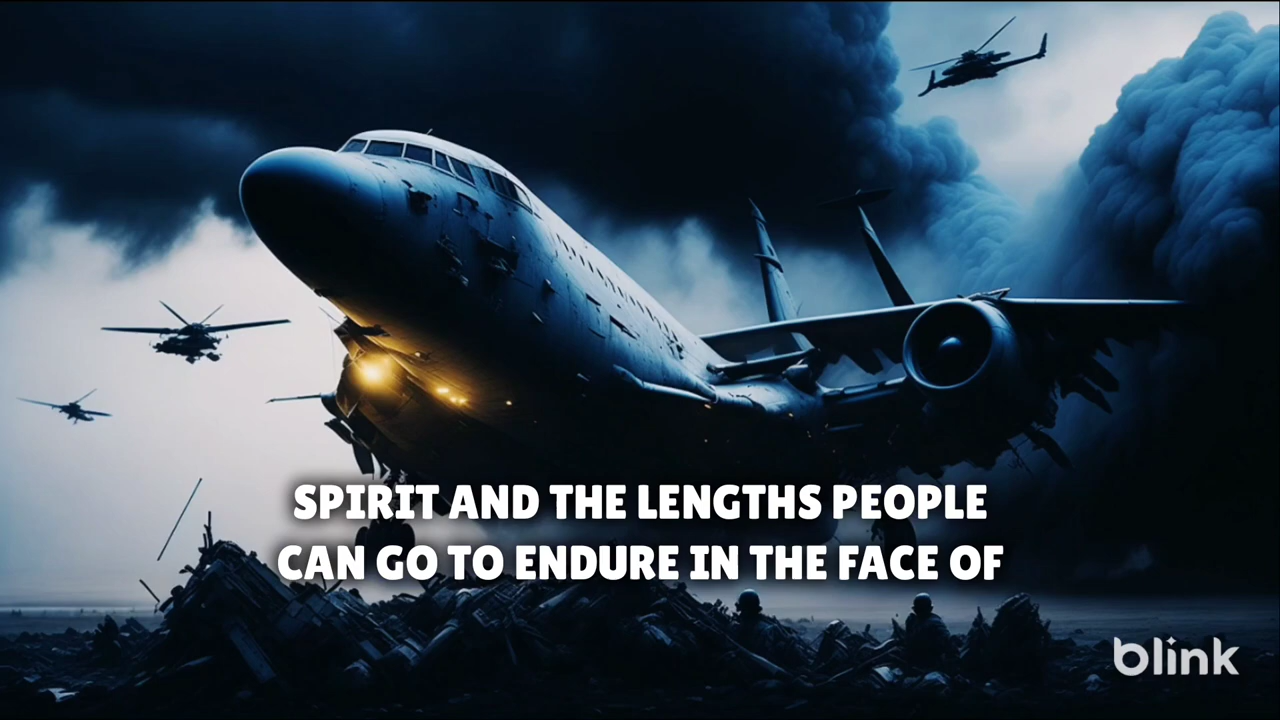 SPIRIT AND THE LENGTHS PEOPLE
CAN GO TO ENDURE IN THE FACE OF
blink